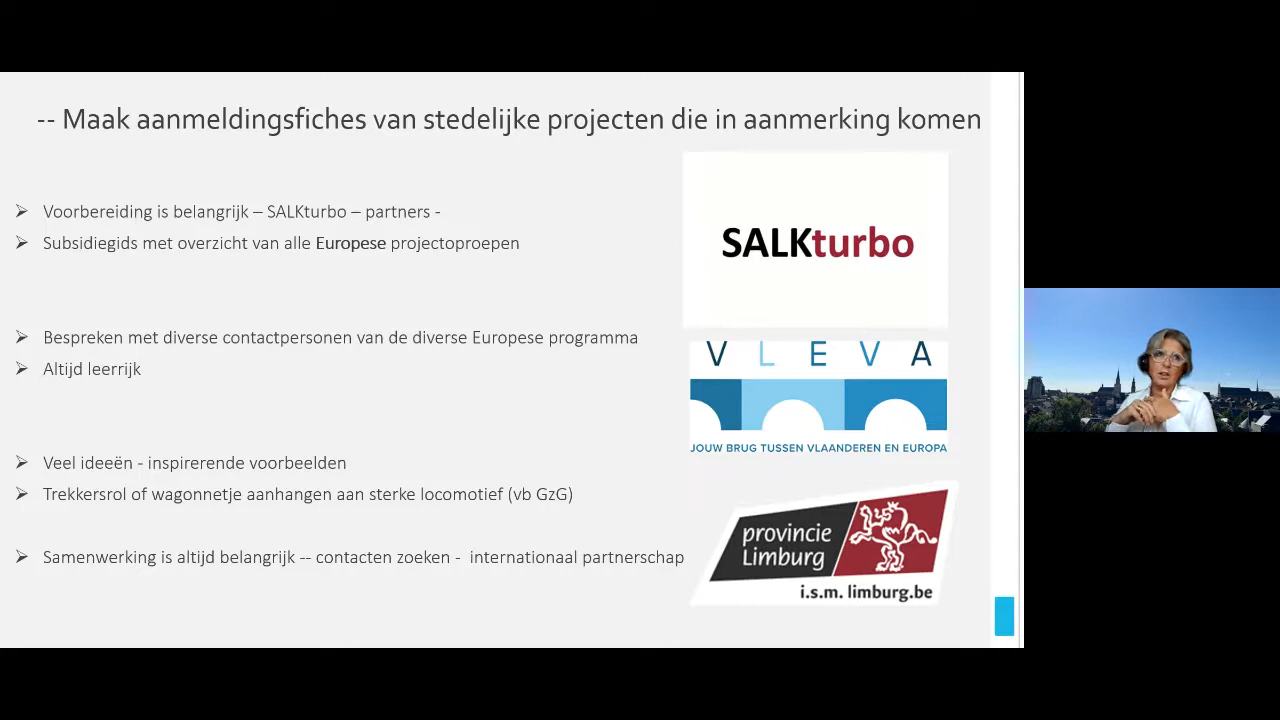 -- Maak aanmeldingsfiches van stedelijke projecten die in aanmerking komen
➢ Voorbereiding is belangrijk – SALKturbo – partners -
➢ Subsidiegids met overzicht van alle Europese projectoproepen
➢ Bespreken met diverse contactpersonen van de diverse Europese programma
➢ Altijd leerrijk
➢ Veel ideeën - inspirerende voorbeelden
➢ Trekkersrol of wagonnetje aanhangen aan sterke locomotief (vb GzG)
➢ Samenwerking is altijd belangrijk -- contacten zoeken - internationaal partnerschap
SALKturbo
VLEVA
JOUW BRUG TUSSEN VLAANDEREN EN EUROPA
provincie
Limburg
i.s.m. limburg.be